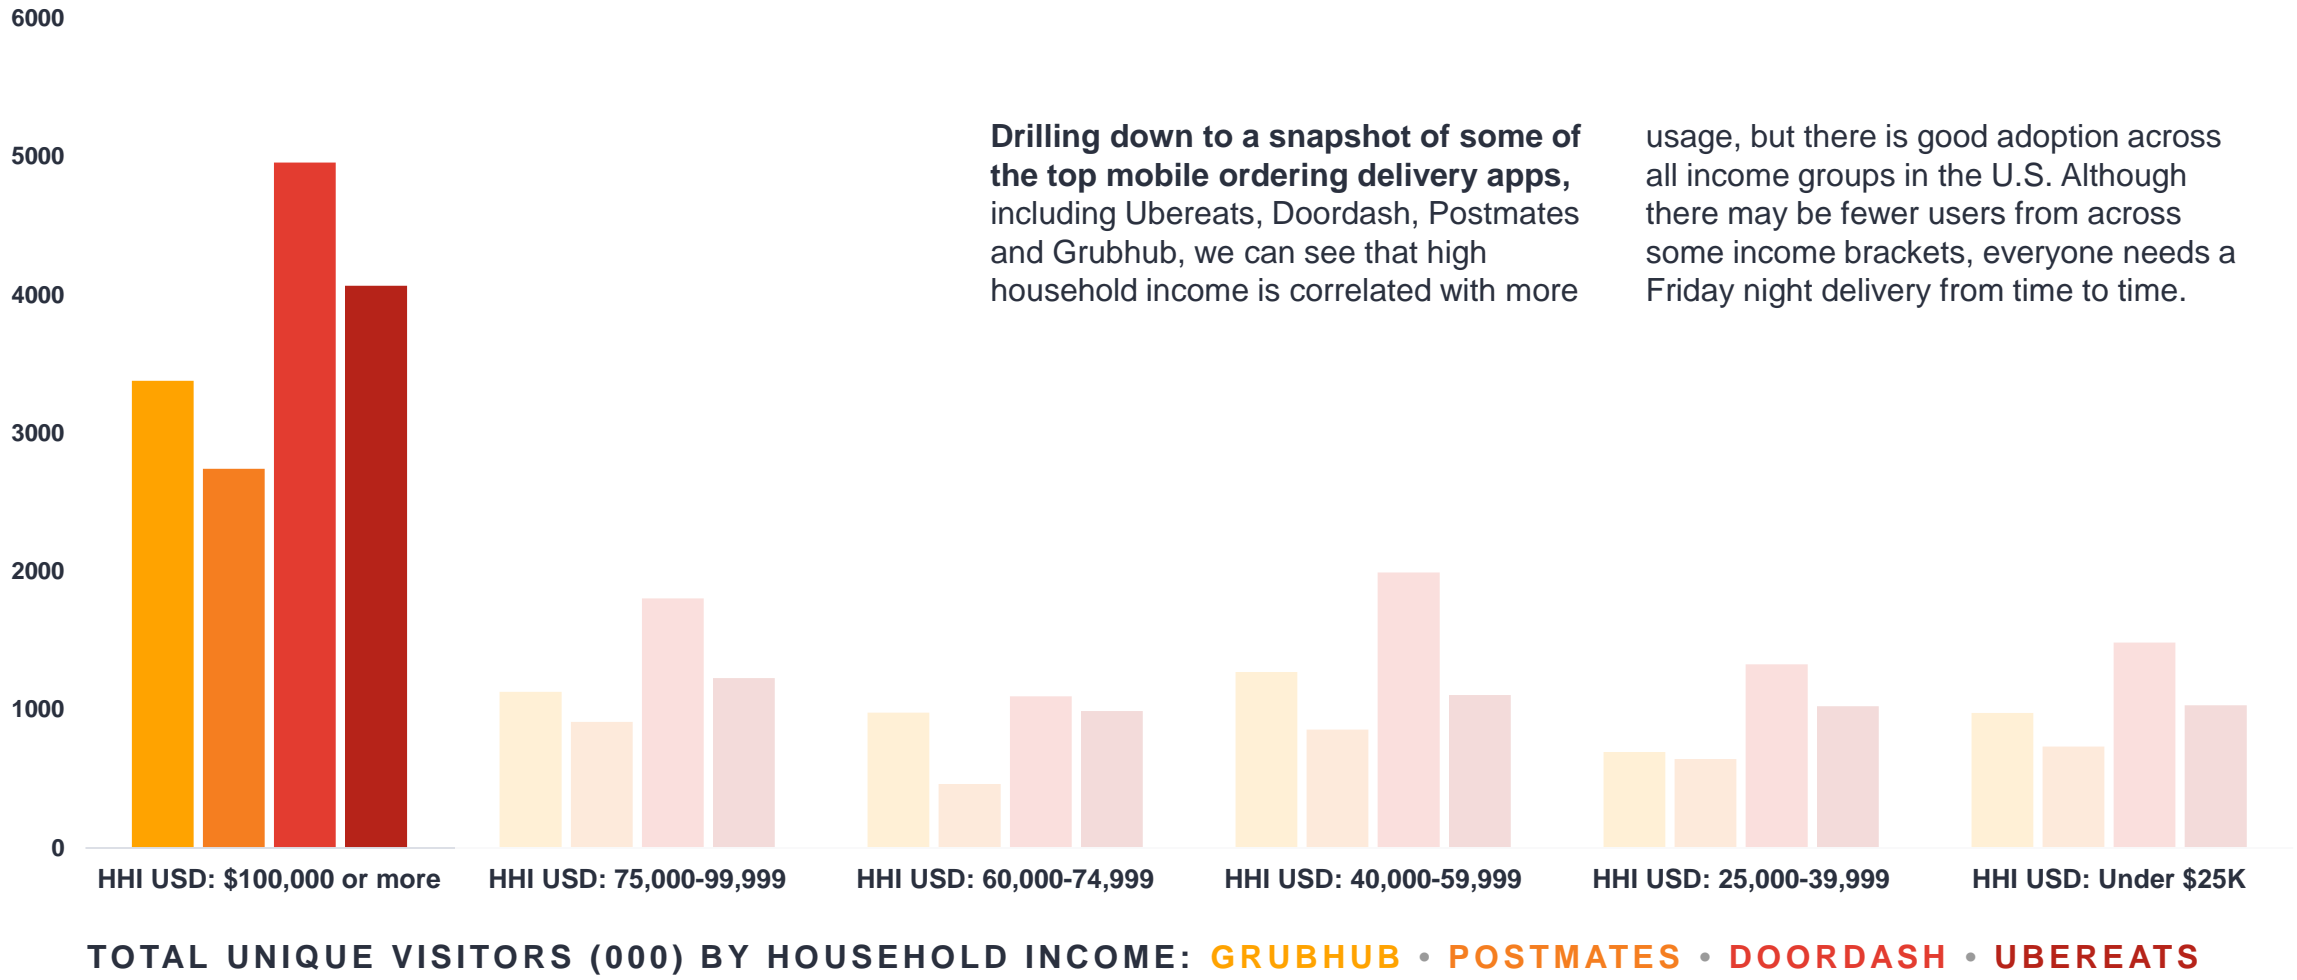 6000
5000
4000
3000
2000
1000
0
Drilling down to a snapshot of some of
the top mobile ordering delivery apps,
including Ubereats, Doordash, Postmates
and Grubhub, we can see that high
household income is correlated with more
usage, but there is good adoption across
all income groups in the U.S. Although
there may be fewer users from across
some income brackets, everyone needs a
Friday night delivery from time to time.
HHI USD: $100,000 or more
HHI USD: 75,000-99,999
HHI USD: 60,000-74,999
HHI USD: 40,000-59,999
HHI USD: 25,000-39,999
HHI USD: Under $25K
TOTAL UNIQUE VISITORS (000) BY HOUSEHOLD INCOME: GRUBHUB • POSTMATES • DOORDASH • UBEREATS